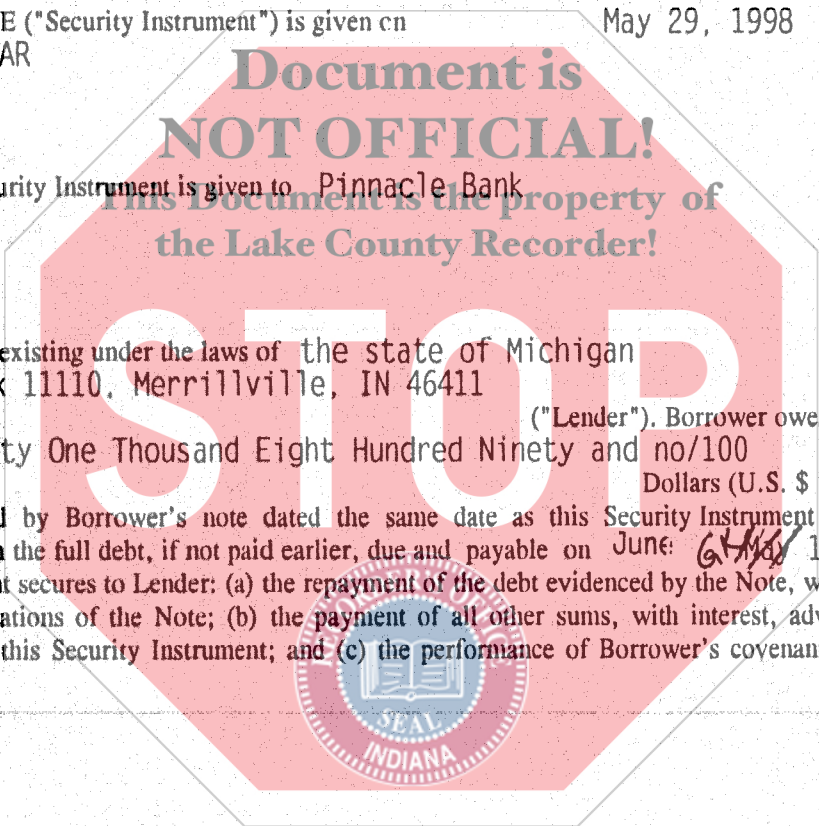 E ("Security Instrument") is given on May 29, 1998
AR
Document is
NOT OFFICIAL!
urity Instrument is given to Pinnacle Bank
This Document is the property of
the Lake County Recorder!
STOP
existing under the laws of the state of Michigan
11110, Merrillville, IN 46411
("Lender"). Borrower owe
ty One Thousand Eight Hundred Ninety and no/100
Dollars (U.S. $
by Borrower's note dated the same date as this Security Instrument
the full debt, if not paid earlier, due and payable on June 1
t secures to Lender: (a) the repayment of the debt evidenced by the Note, w
ations of the Note; (b) the payment of all other sums, with interest, adv
this Security Instrument; and (c) the performance of Borrower's covenan
RECORDER'S OFFICE
SEAL
INDIANA